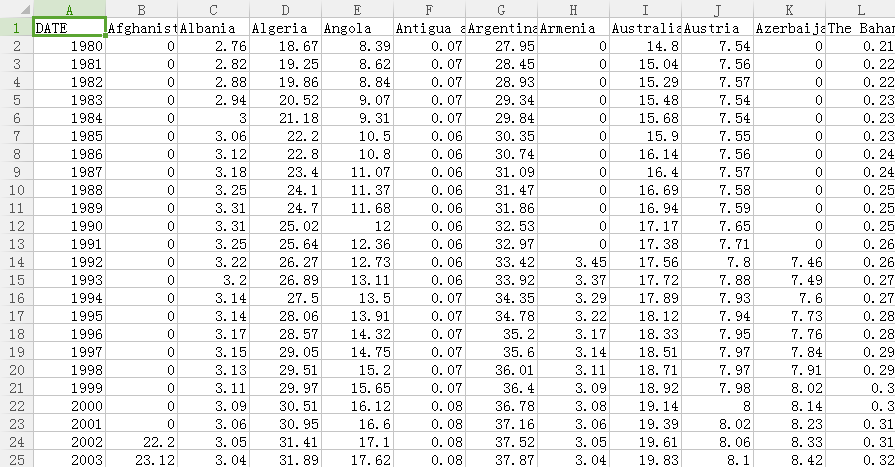 A B C D E F G H I J K L
1 DATE Afghanist Albania Algeria Angola Antigua a Argentina Armenia Australia Austria Azerbaija The Baham
2 1980 0 2.76 18.67 8.39 0.07 27.95 0 14.8 7.54 0 0.21
3 1981 0 2.82 19.25 8.62 0.07 28.45 0 15.04 7.56 0 0.22
4 1982 0 2.88 19.86 8.84 0.07 28.93 0 15.29 7.57 0 0.22
5 1983 0 2.94 20.52 9.07 0.07 29.34 0 15.48 7.54 0 0.23
6 1984 0 3 21.18 9.31 0.07 29.84 0 15.68 7.54 0 0.23
7 1985 0 3.06 22.2 10.5 0.06 30.35 0 15.9 7.55 0 0.23
8 1986 0 3.12 22.8 10.8 0.06 30.74 0 16.14 7.56 0 0.24
9 1987 0 3.18 23.4 11.07 0.06 31.09 0 16.4 7.57 0 0.24
10 1988 0 3.25 24.1 11.37 0.06 31.47 0 16.69 7.58 0 0.25
11 1989 0 3.31 24.7 11.68 0.06 31.86 0 16.94 7.59 0 0.25
12 1990 0 3.31 25.02 12 0.06 32.53 0 17.17 7.65 0 0.25
13 1991 0 3.25 25.64 12.36 0.06 32.97 0 17.38 7.71 0 0.26
14 1992 0 3.22 26.27 12.73 0.06 33.42 3.45 17.56 7.8 7.46 0.26
15 1993 0 3.2 26.89 13.11 0.06 33.92 3.37 17.72 7.88 7.49 0.27
16 1994 0 3.14 27.5 13.5 0.07 34.35 3.29 17.89 7.93 7.6 0.27
17 1995 0 3.14 28.06 13.91 0.07 34.78 3.22 18.12 7.94 7.73 0.28
18 1996 0 3.17 28.57 14.32 0.07 35.2 3.17 18.33 7.95 7.76 0.28
19 1997 0 3.15 29.05 14.75 0.07 35.6 3.14 18.51 7.97 7.84 0.29
20 1998 0 3.13 29.51 15.2 0.07 36.01 3.11 18.71 7.97 7.91 0.29
21 1999 0 3.11 29.97 15.65 0.07 36.4 3.09 18.92 7.98 8.02 0.3
22 2000 0 3.09 30.51 16.12 0.08 36.78 3.08 19.14 8 8.14 0.3
23 2001 0 3.06 30.95 16.6 0.08 37.16 3.06 19.39 8.02 8.23 0.31
24 2002 22.2 3.05 31.41 17.1 0.08 37.52 3.05 19.61 8.06 8.33 0.31
25 2003 23.12 3.04 31.89 17.62 0.08 37.87 3.04 19.83 8.1 8.42 0.32